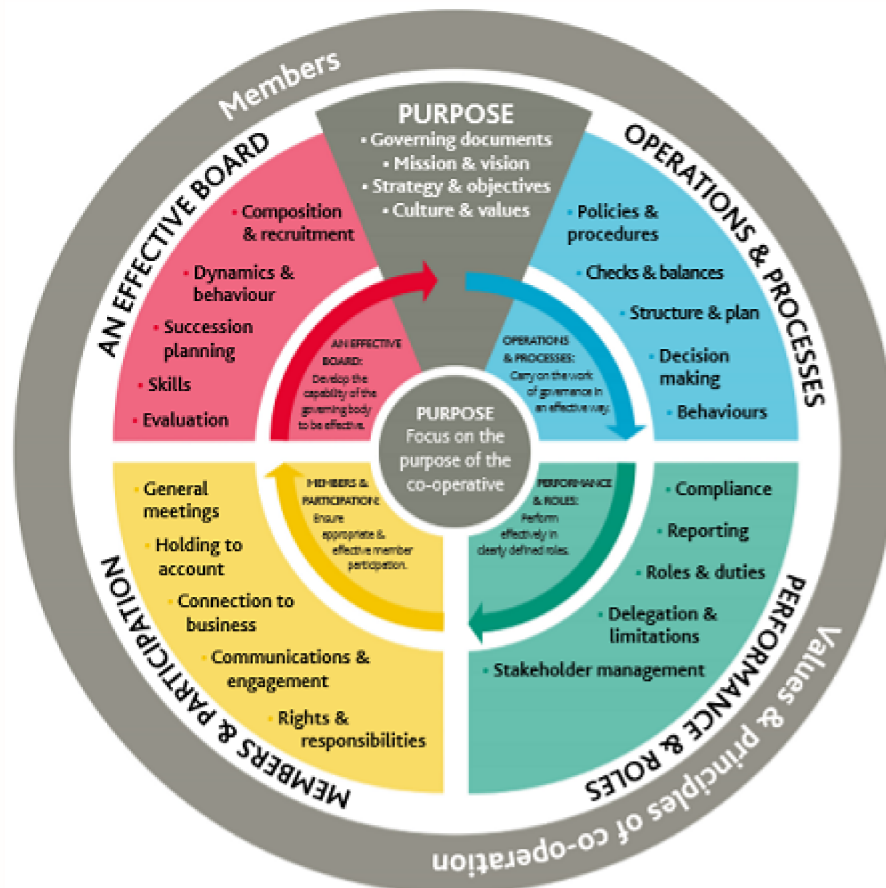 Members
PURPOSE
• Governing documents
• Mission & vision
• Strategy & objectives
• Culture & values
OPERATIONS & PROCESSES
• Policies &
procedures
• Checks & balances
• Structure & plan
• Decision
making
• Behaviours
OPERATIONS
& PROCESSES:
Carry on the work
of governance in
an effective way.
PERFORMANCE & ROLES
• Compliance
• Reporting
• Roles & duties
• Delegation &
limitations
• Stakeholder management
PERFORMANCE
& ROLES:
Perform
effectively in
clearly defined roles.
MEMBERS & PARTICIPATION
• General
meetings
• Holding to
account
• Connection to
business
• Communications &
engagement
• Rights &
responsibilities
MEMBERS &
PARTICIPATION:
Ensure
appropriate &
effective member
participation.
AN EFFECTIVE BOARD
• Composition
& recruitment
• Dynamics &
behaviour
• Succession
planning
• Skills
• Evaluation
AN EFFECTIVE
BOARD:
Develop the
capability of the
governing body
to be effective.
PURPOSE
Focus on the
purpose of the
co-operative
Values & principles of co-operation